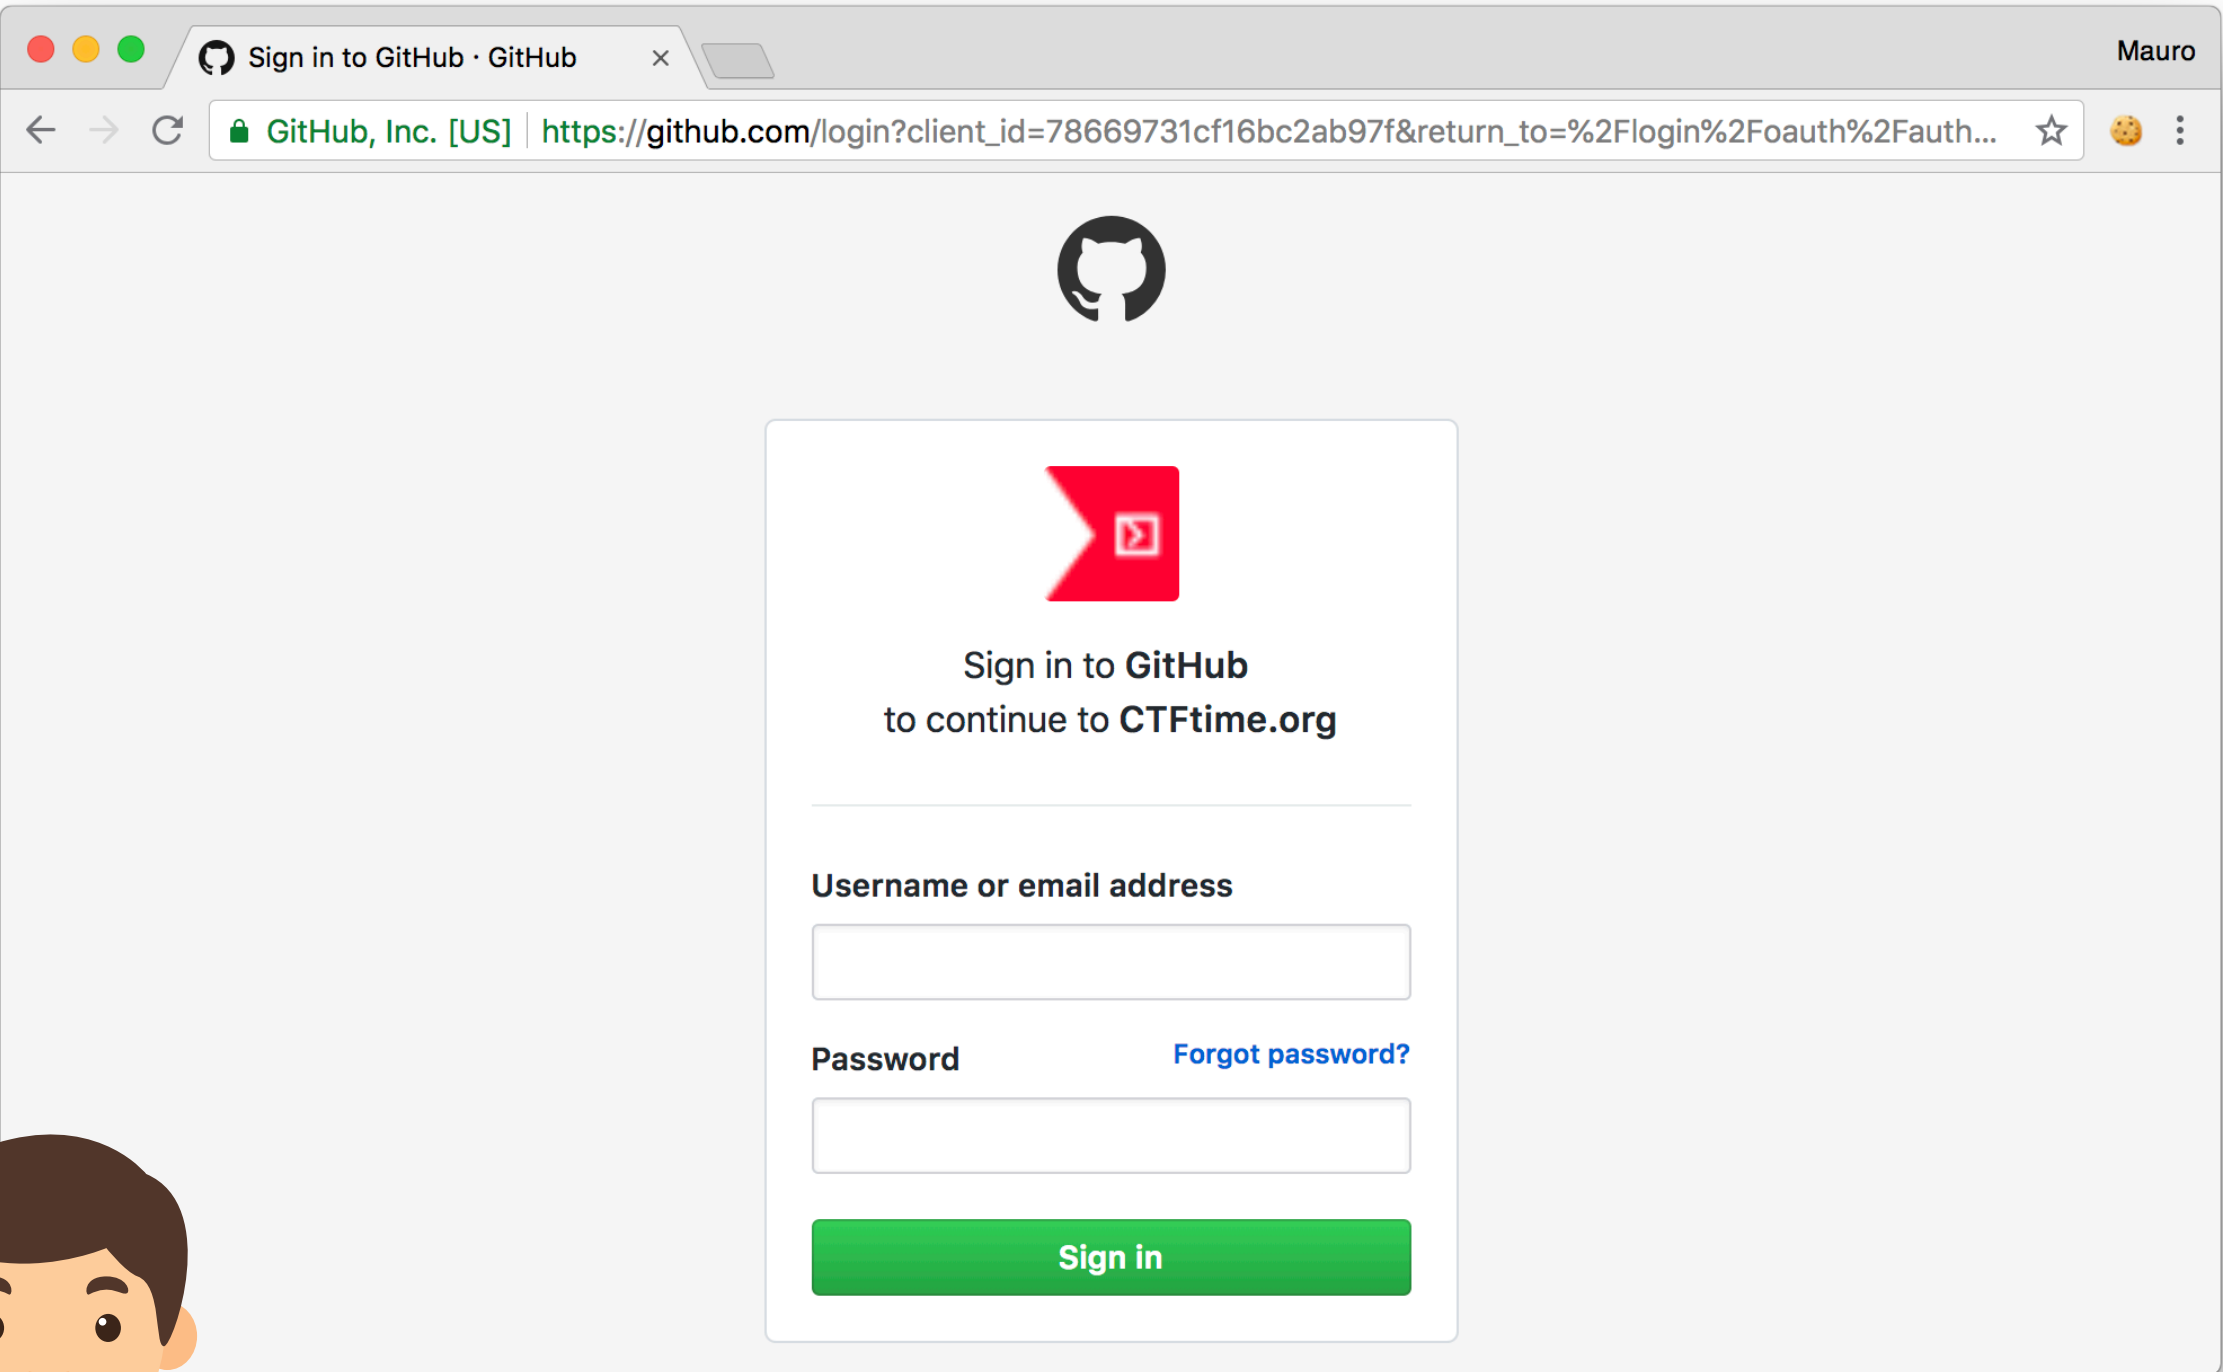 Sign in to GitHub · GitHub
Mauro
GitHub, Inc. [US] https://github.com/login?client_id=78669731cf16bc2ab97f&return_to=%2Flogin%2Foauth%2Fauth...
Sign in to GitHub
to continue to CTFtime.org
Username or email address
Password
Forgot password?
Sign in